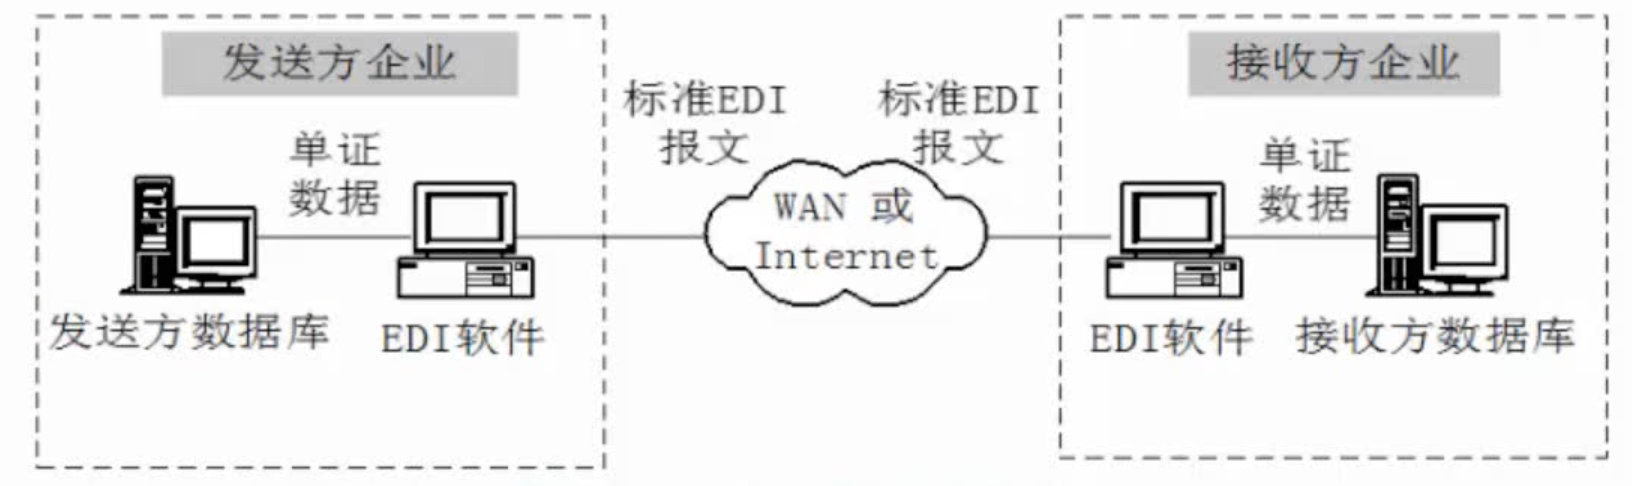 发送方企业
接收方企业
标准EDI
报文
标准EDI
报文
单证
数据
WAN 或
Internet
单证
数据
发送方数据库
EDI软件
EDI软件
接收方数据库